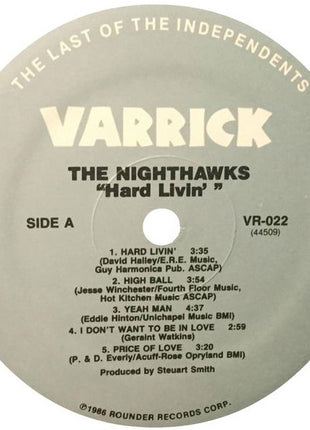 THE LAST OF THE INDEPENDENTS
VARRICK
THE NIGHTHAWKS
"Hard Livin' "
SIDE A
VR-022
(44509)
1. HARD LIVIN' 3:35
(David Halley/E.R.E. Music,
Guy Harmonica Pub. ASCAP)
2. HIGH BALL 3:54
(Jesse Winchester/Fourth Floor Music,
Hot Kitchen Music ASCAP)
3. YEAH MAN 4:37
(Eddie Hinton/Unichapel Music BMI)
4. I DON'T WANT TO BE IN LOVE 2:59
(Geraint Watkins)
5. PRICE OF LOVE 3:20
(P. & D. Everly/Acuff-Rose Opryland BMI)
Produced by Steuart Smith
℗1986 ROUNDER RECORDS CORP.